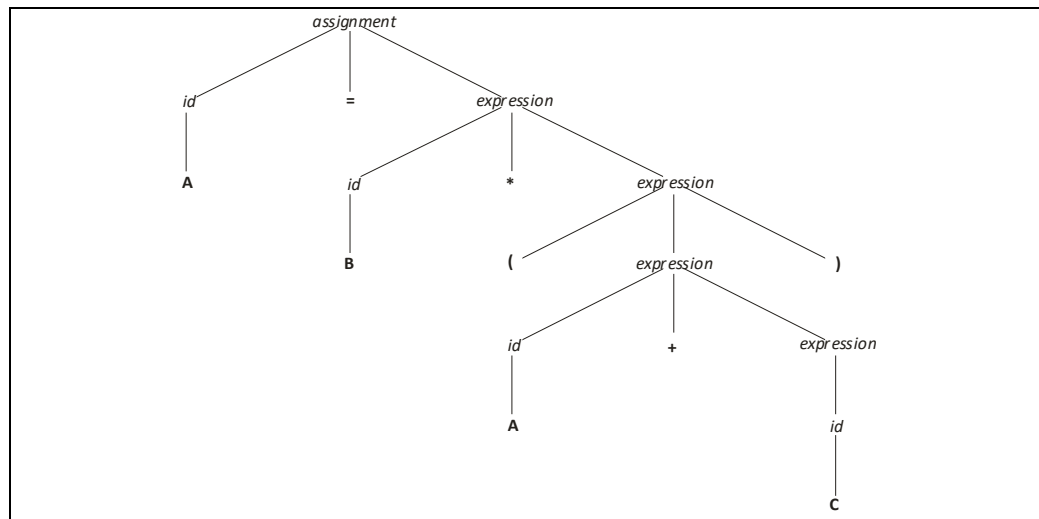 assignment
id = expression
A id * expression
B ( expression )
id + expression
A id
C